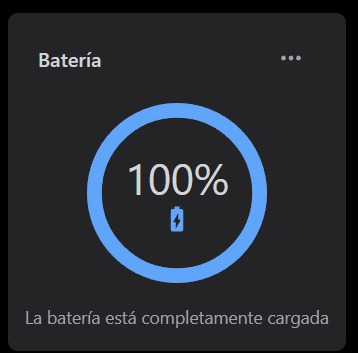 Batería
100%
La batería está completamente cargada